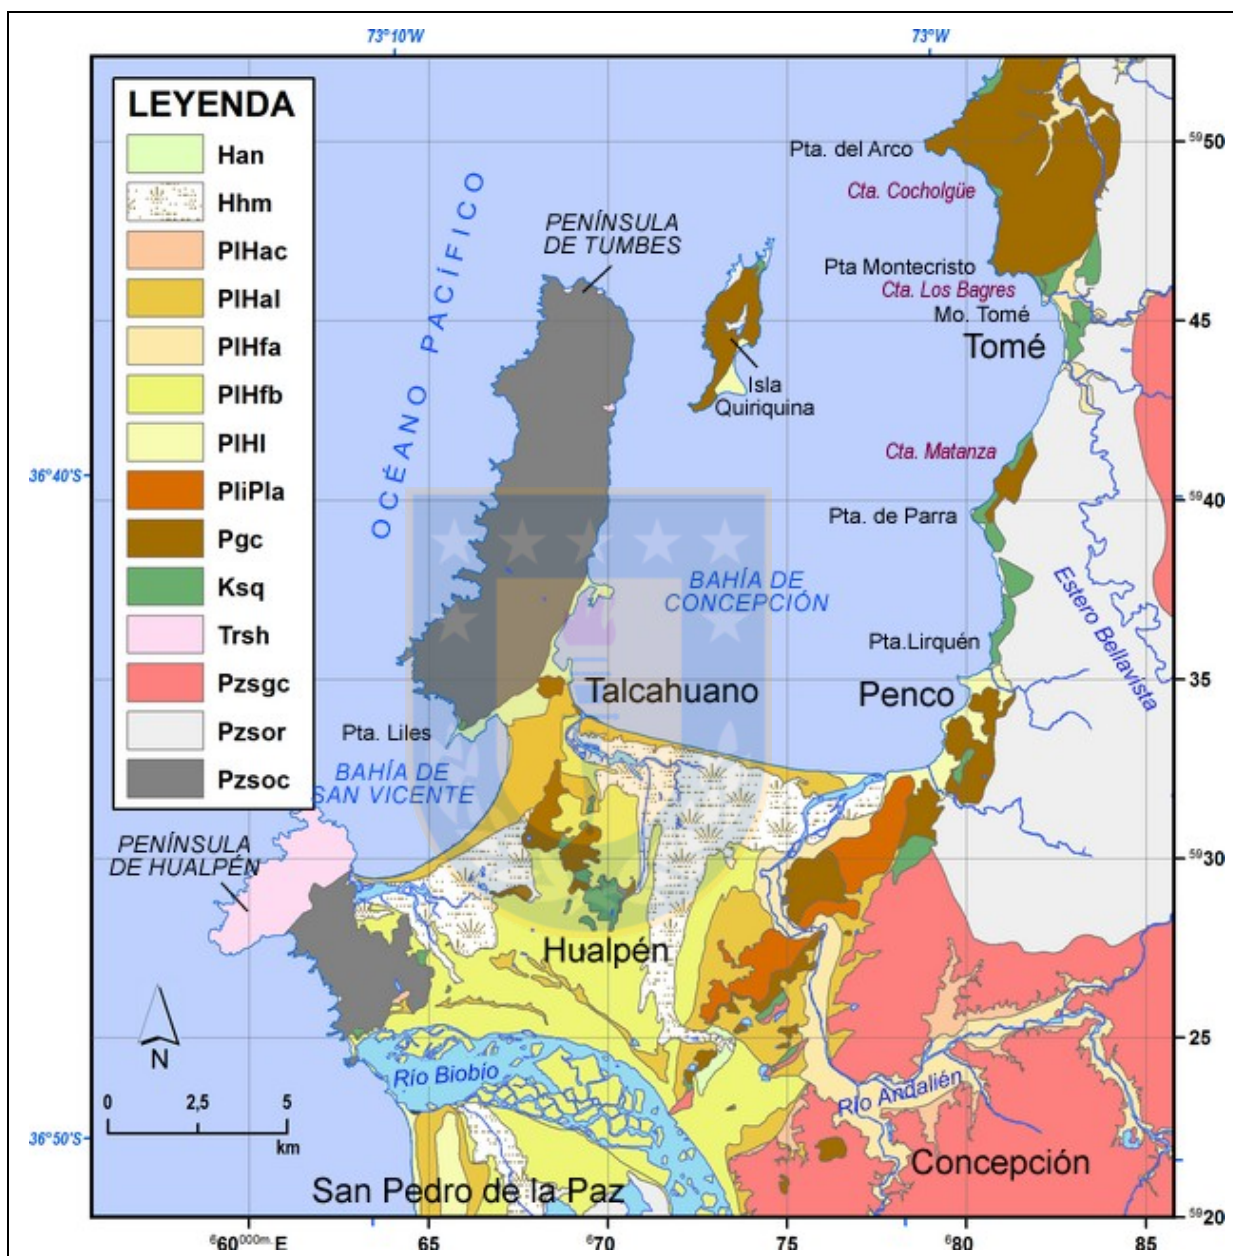 73°10'W
73°W
LEYENDA
Han
Hhm
PlHac
PlHal
PlHfa
PlHfb
PlHl
PliPla
Pgc
Ksq
Trsh
Pzsgc
Pzsor
Pzsoc
OCÉANO PACÍFICO
PENÍNSULA
DE TUMBES
Pta. del Arco
Cta. Cocholgüe
Pta Montecristo
Cta. Los Bagres
Mo. Tomé
Tomé
Isla
Quiriquina
Cta. Matanza
Pta. de Parra
BAHÍA DE
CONCEPCIÓN
Estero Bellavista
Pta.Lirquén
Talcahuano
Penco
Pta. Liles
BAHÍA DE
SAN VICENTE
PENÍNSULA
DE HUALPÉN
Hualpén
N
Río Biobío
Río Andalién
0 2,5 5
km
Concepción
San Pedro de la Paz
36°40'S
36°50'S
5950
45
5940
35
5930
25
5920
660000m. E
65
670
75
680
85